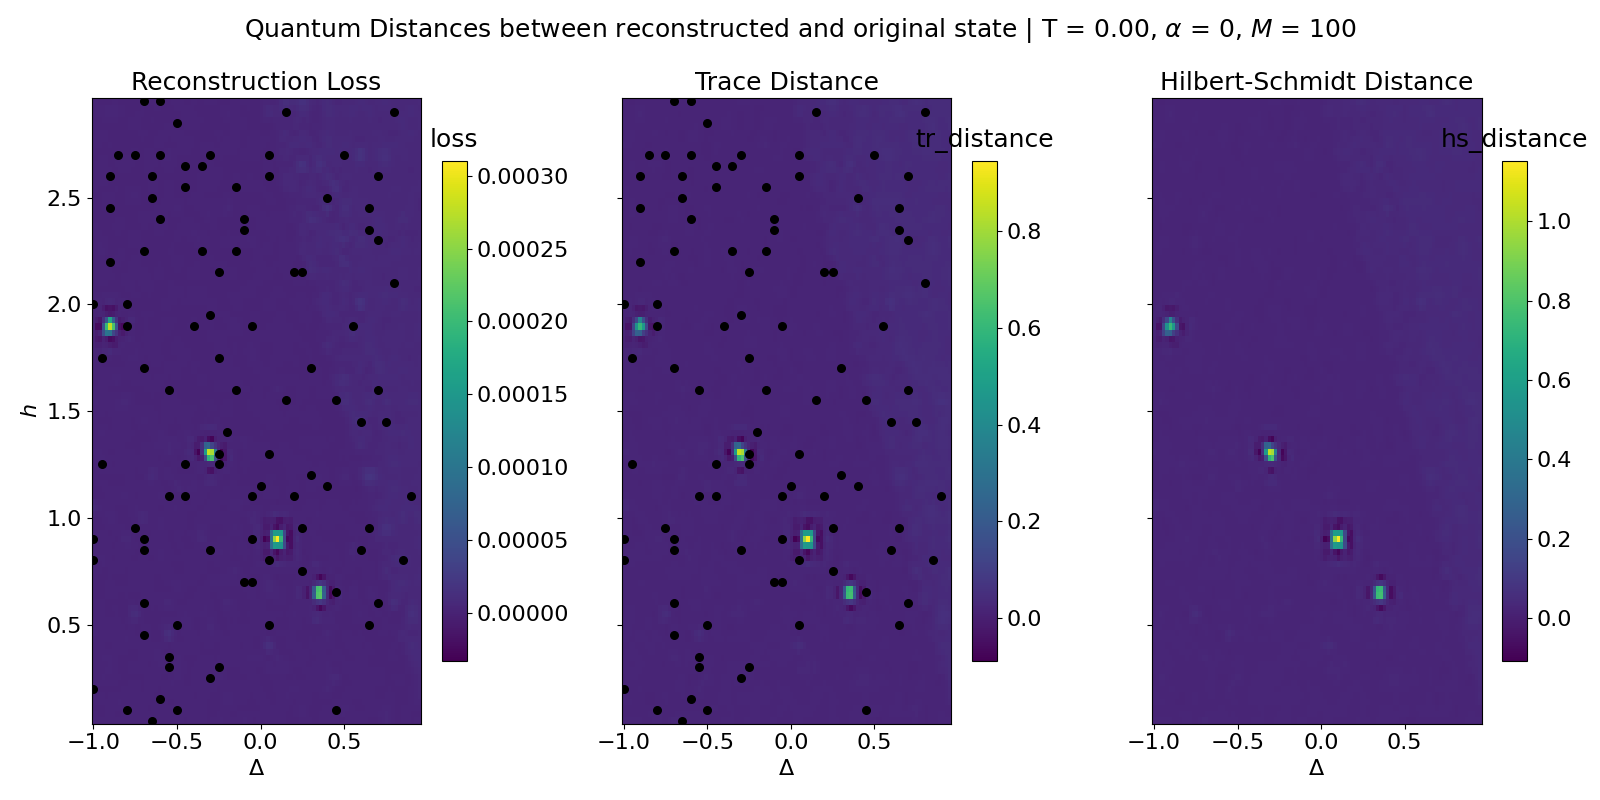 Quantum Distances between reconstructed and original state | T = 0.00, α = 0, M = 100
Reconstruction Loss
Trace Distance
Hilbert-Schmidt Distance
loss
tr_distance
hs_distance
0.00030
0.00025
0.00020
0.00015
0.00010
0.00005
0.00000
0.8
0.6
0.4
0.2
0.0
1.0
0.8
0.6
0.4
0.2
0.0
2.5
2.0
1.5
1.0
0.5
h
−1.0 −0.5 0.0 0.5
−1.0 −0.5 0.0 0.5
−1.0 −0.5 0.0 0.5
Δ
Δ
Δ